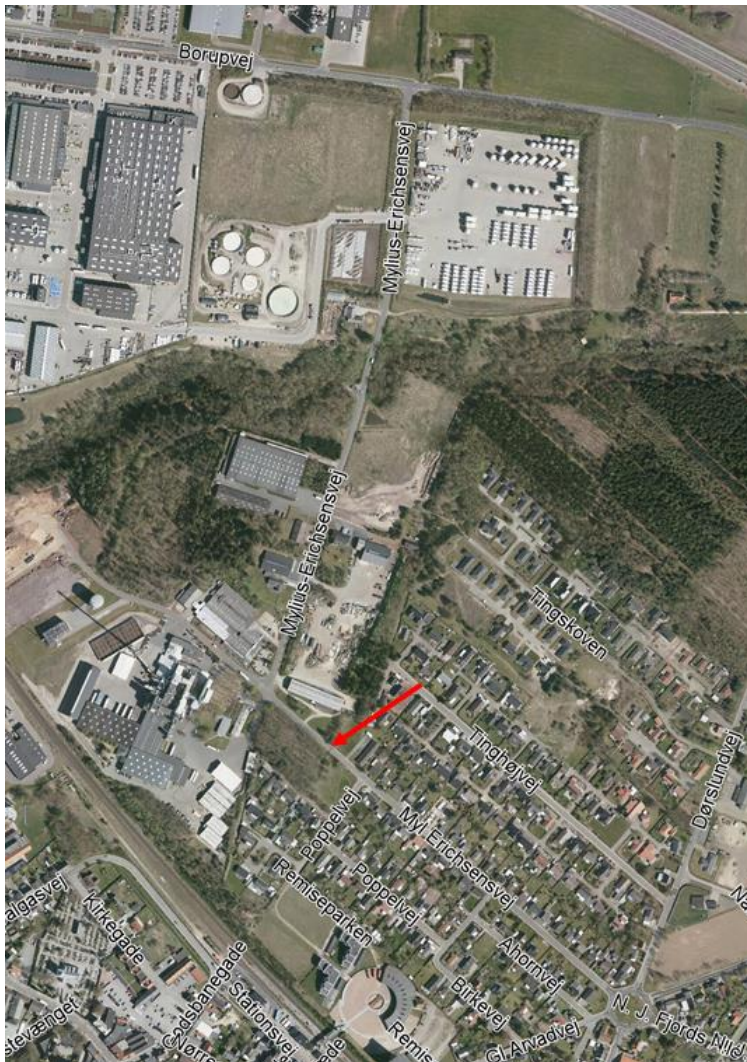 Borupvej
Mylius-Erichsensvej
Mylius-Erichsensvej
Tingskoven
Tinghøjvej
Dørslundvej
Poppelvej
Myl Erichsensvej
Poppelvej
Remiseparken
Kirkegade
Ahornvej
Birkevej
Stationsvej
N. J. Fjords
Gl Arvadvej